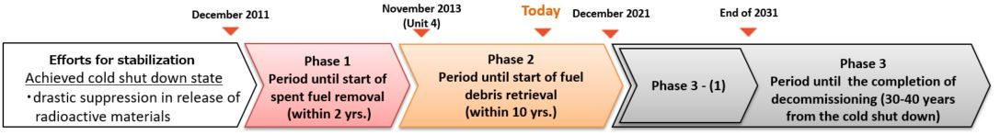 December 2011
November 2013
(Unit 4)
Today
December 2021
End of 2031
Efforts for stabilization
Achieved cold shut down state
・drastic suppression in release of
radioactive materials
Phase 1
Period until start of
spent fuel removal
(within 2 yrs.)
Phase 2
Period until start of fuel
debris retrieval
(within 10 yrs.)
Phase 3 - (1)
Phase 3
Period until the completion of
decommissioning (30-40 years
from the cold shut down)